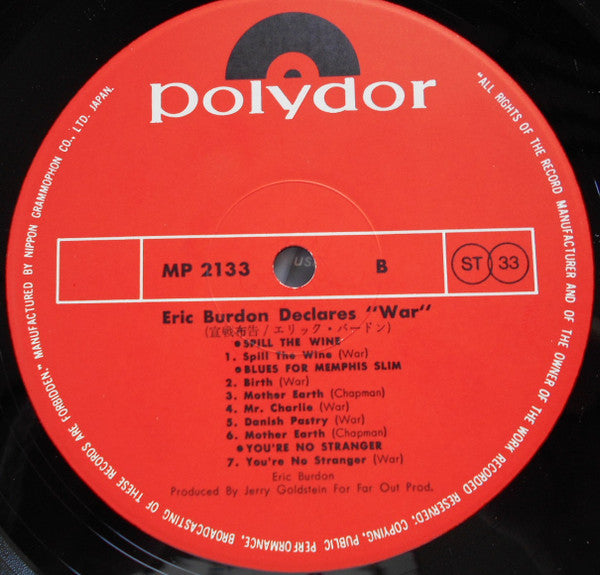 polydor
MP 2133
B
ST 33
Eric Burdon Declares "War"
(宣戦布告/エリック・バードン)
●SPILL THE WINE
1. Spill The Wine (War)
●BLUES FOR MEMPHIS SLIM
2. Birth (War)
3. Mother Earth (Chapman)
4. Mr. Charlie (War)
5. Danish Pastry (War)
6. Mother Earth (Chapman)
●YOU'RE NO STRANGER
7. You're No Stranger (War)
Eric Burdon
Produced By Jerry Goldstein For Far Out Prod.
"ALL RIGHTS OF THE RECORD MANUFACTURER AND OF THE OWNER OF THE WORK RECORDED RESERVED; COPYING, PUBLIC PERFORMANCE, BROADCASTING OF THESE RECORDS ARE FORBIDDEN." MANUFACTURED BY NIPPON GRAMMOPHON CO., LTD. JAPAN.